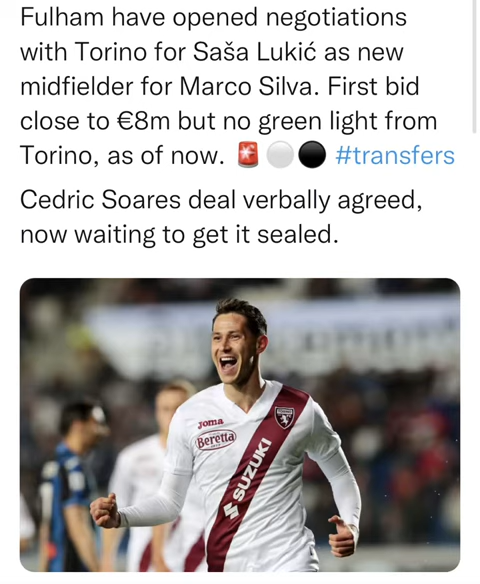 Fulham have opened negotiations
with Torino for Saša Lukić as new
midfielder for Marco Silva. First bid
close to €8m but no green light from
Torino, as of now. 🚨⚪️⚫️ #transfers
Cedric Soares deal verbally agreed,
now waiting to get it sealed.
Joma
Beretta
SUZUKI